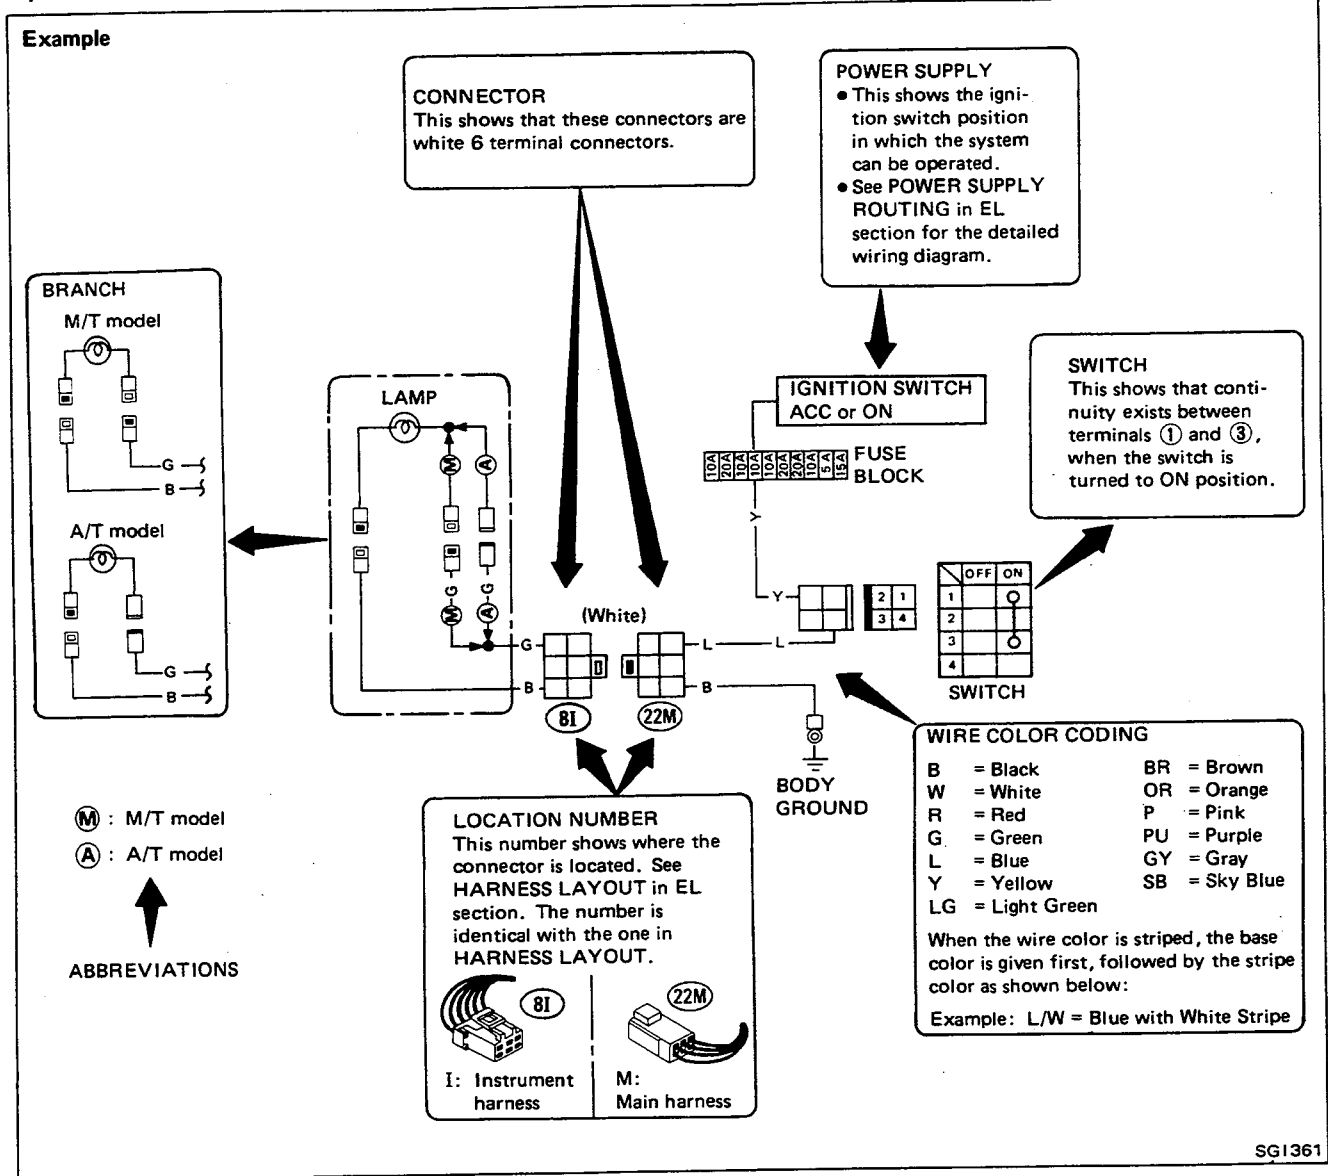 Example
CONNECTOR
This shows that these connectors are
white 6 terminal connectors.
POWER SUPPLY
• This shows the igni-
tion switch position
in which the system
can be operated.
• See POWER SUPPLY
ROUTING in EL
section for the detailed
wiring diagram.
BRANCH
M/T model
G
B
A/T model
G
B
LAMP
M
A
G
G
M
A
IGNITION SWITCH
ACC or ON
10A
20A
10A
10A
10A
20A
20A
10A
5A
15A
FUSE
BLOCK
Y
SWITCH
This shows that conti-
nuity exists between
terminals ① and ③,
when the switch is
turned to ON position.
(White)
G
B
L
B
Y
L
2 1
3 4
OFF ON
1
2
3
4
SWITCH
8I
22M
BODY
GROUND
M : M/T model
A : A/T model
ABBREVIATIONS
LOCATION NUMBER
This number shows where the
connector is located. See
HARNESS LAYOUT in EL
section. The number is
identical with the one in
HARNESS LAYOUT.
8I
22M
I: Instrument
harness
M:
Main harness
WIRE COLOR CODING
B = Black
W = White
R = Red
G = Green
L = Blue
Y = Yellow
LG = Light Green
BR = Brown
OR = Orange
P = Pink
PU = Purple
GY = Gray
SB = Sky Blue
When the wire color is striped, the base
color is given first, followed by the stripe
color as shown below:
Example: L/W = Blue with White Stripe
SGI361